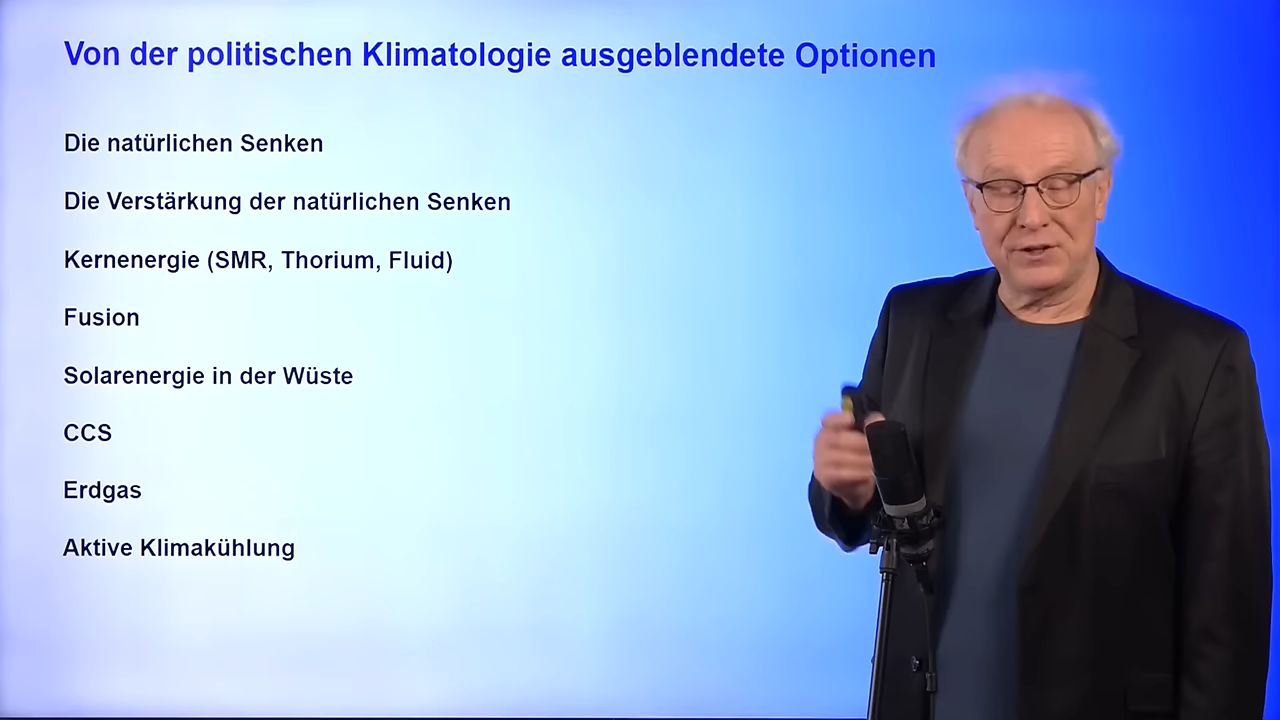 Von der politischen Klimatologie ausgeblendete Optionen
Die natürlichen Senken
Die Verstärkung der natürlichen Senken
Kernenergie (SMR, Thorium, Fluid)
Fusion
Solarenergie in der Wüste
CCS
Erdgas
Aktive Klimakühlung